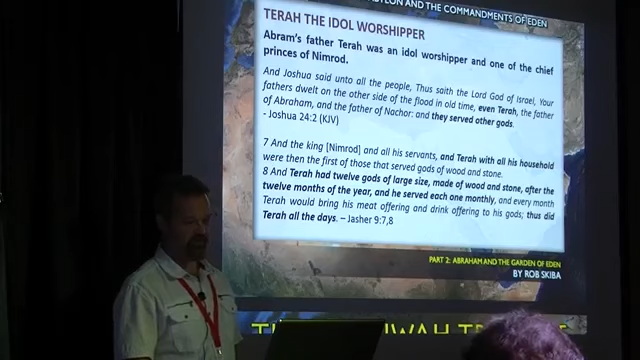 BYLON AND THE COMMANDMENTS OF EDEN
TERAH THE IDOL WORSHIPPER
Abram's father Terah was an idol worshipper and one of the chief
princes of Nimrod.
And Joshua said unto all the people, Thus saith the Lord God of Israel, Your
fathers dwelt on the other side of the flood in old time, even Terah, the father
of Abraham, and the father of Nachor: and they served other gods.
- Joshua 24:2 (KJV)
7 And the king [Nimrod] and all his servants, and Terah with all his household
were then the first of those that served gods of wood and stone.
8 And Terah had twelve gods of large size, made of wood and stone, after the
twelve months of the year, and he served each one monthly, and every month
Terah would bring his meat offering and drink offering to his gods; thus did
Terah all the days. – Jasher 9:7,8
PART 2: ABRAHAM AND THE GARDEN OF EDEN
BY ROB SKIBA